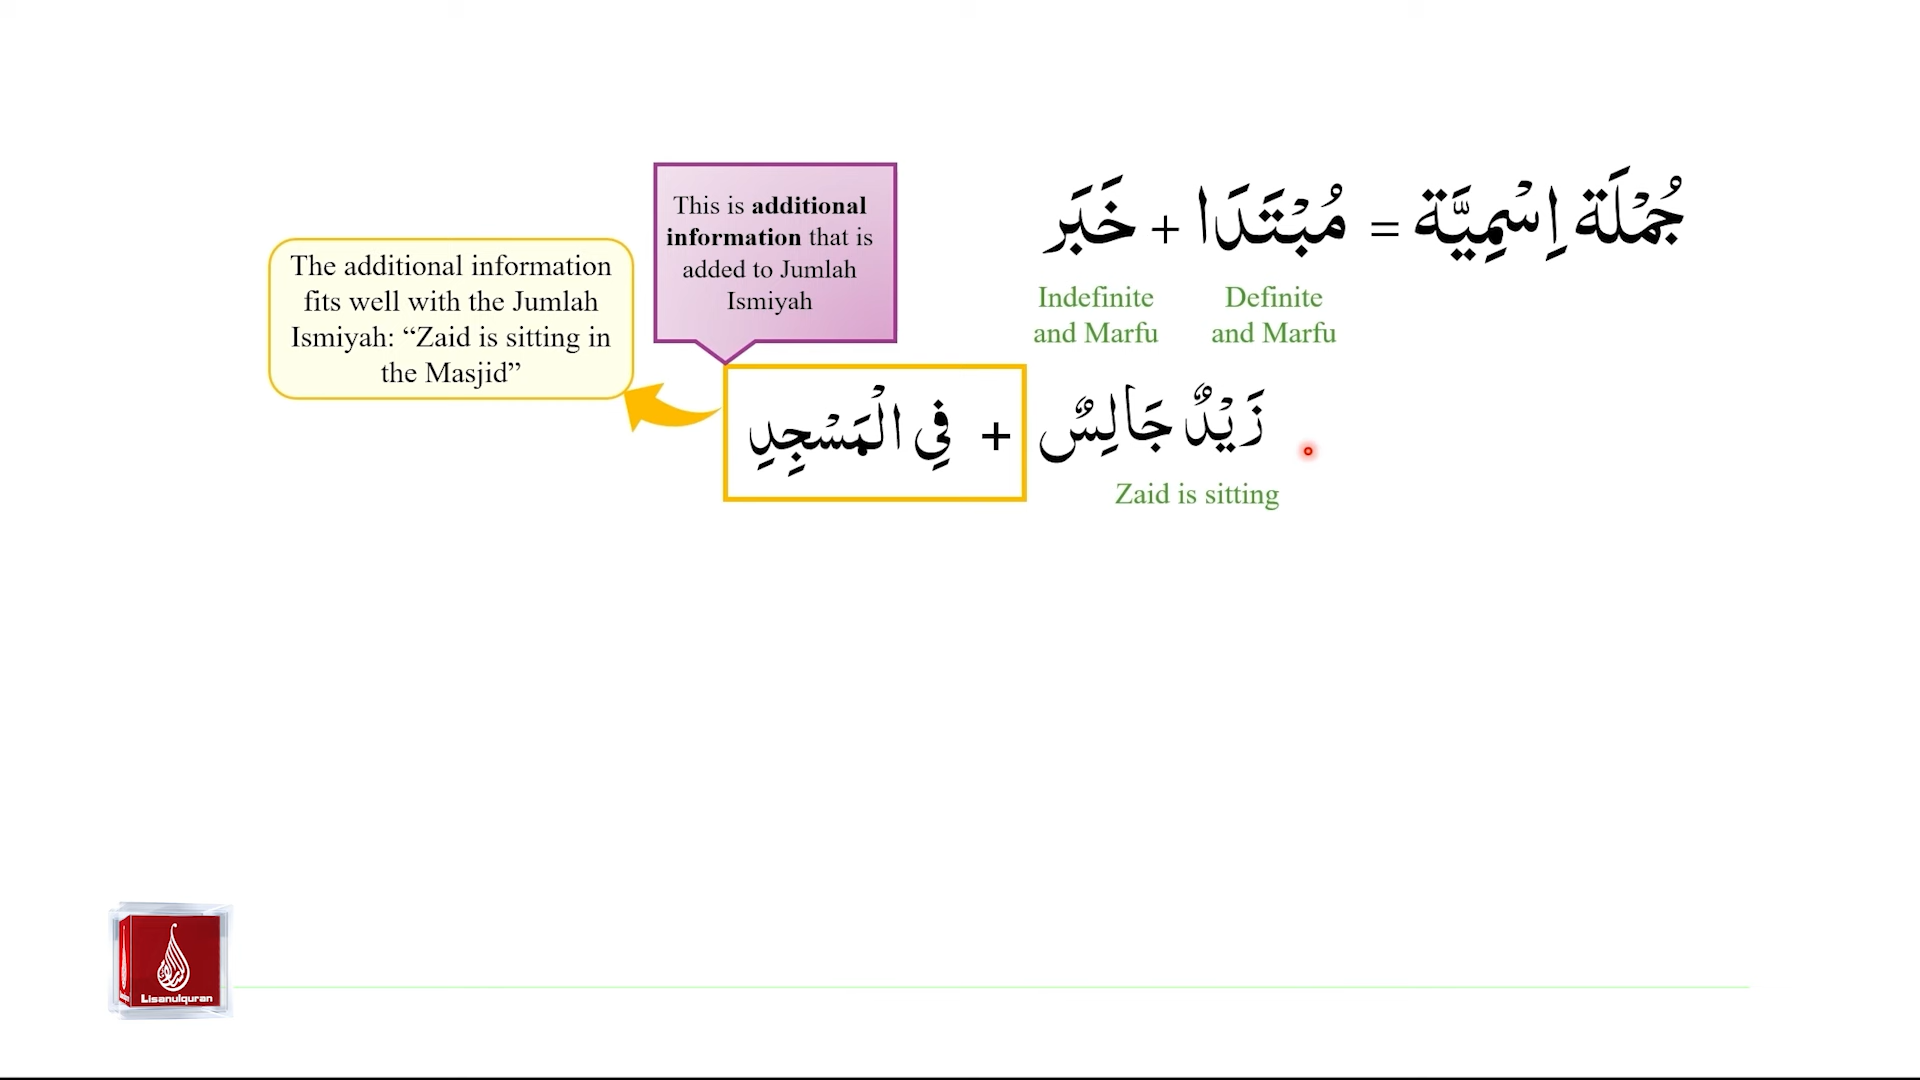 جُمْلَة اِسْمِيَّة = مُبْتَدَا + خَبَر
Indefinite
and Marfu
Definite
and Marfu
This is additional
information that is
added to Jumlah
Ismiyah
The additional information
fits well with the Jumlah
Ismiyah: “Zaid is sitting in
the Masjid”
زَيْدٌ جَالِسٌ + فِي الْمَسْجِدِ
Zaid is sitting
Lisanulquran